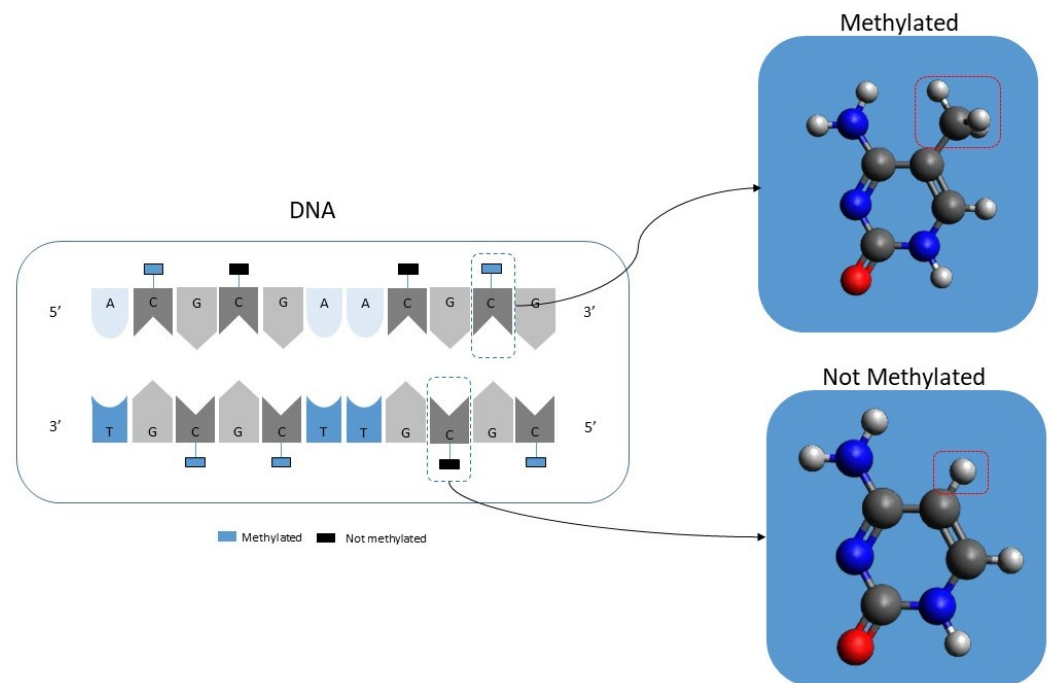 Methylated
DNA
5’ A C G C G A A C G C G 3’
3’ T G C G C T T G C G C 5’
Methylated Not methylated
Not Methylated